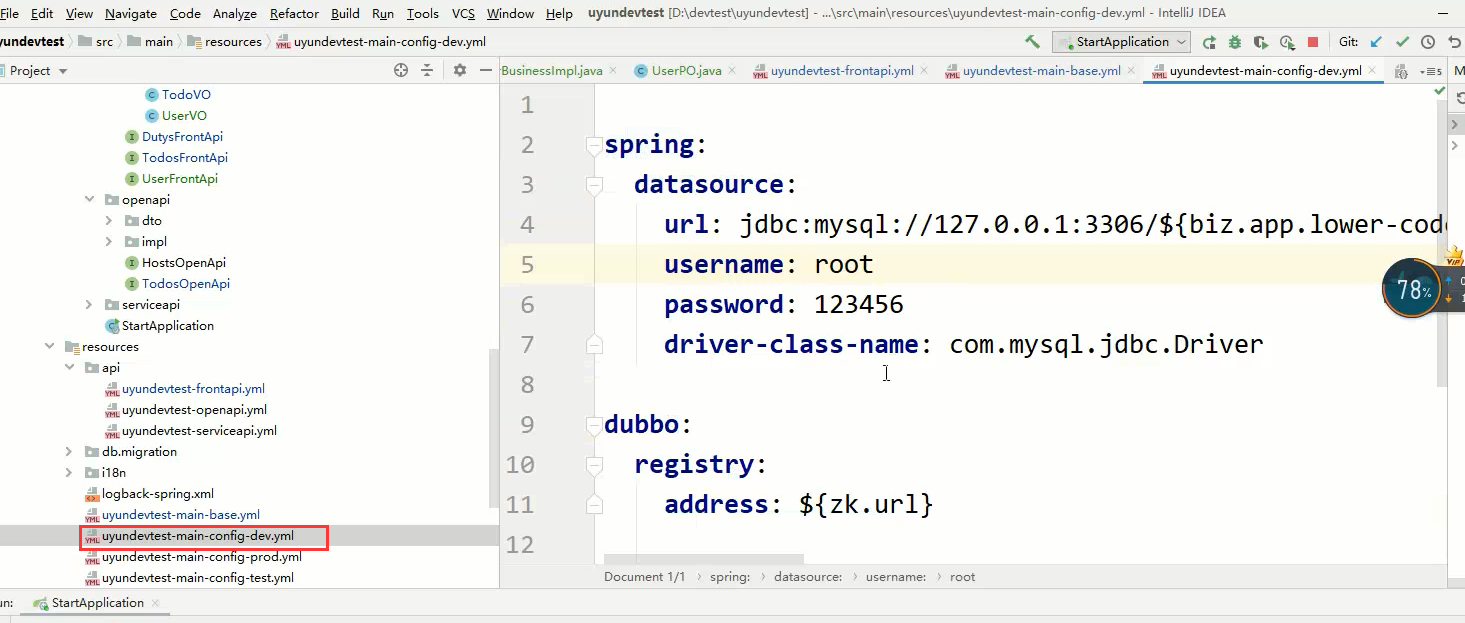 File Edit View Navigate Code Analyze Refactor Build Run Tools VCS Window Help uyundevtest [D:\devtest\uyundevtest] - ...\src\main\resources\uyundevtest-main-config-dev.yml - IntelliJ IDEA
yundevtest src main resources uyundevtest-main-config-dev.yml StartApplication Git:
Project BusinessImpl.java UserPO.java uyundevtest-frontapi.yml uyundevtest-main-base.yml uyundevtest-main-config-dev.yml
TodoVO
UserVO
DutysFrontApi
TodosFrontApi
UserFrontApi
openapi
dto
impl
HostsOpenApi
TodosOpenApi
serviceapi
StartApplication
resources
api
uyundevtest-frontapi.yml
uyundevtest-openapi.yml
uyundevtest-serviceapi.yml
db.migration
i18n
logback-spring.xml
uyundevtest-main-base.yml
uyundevtest-main-config-dev.yml
uyundevtest-main-config-prod.yml
uyundevtest-main-config-test.yml
1
2 spring:
3 datasource:
4 url: jdbc:mysql://127.0.0.1:3306/${biz.app.lower-cod
5 username: root
6 password: 123456
7 driver-class-name: com.mysql.jdbc.Driver
8
9 dubbo:
10 registry:
11 address: ${zk.url}
12
VIP
78%
Document 1/1 spring: datasource: username: root
un: StartApplication